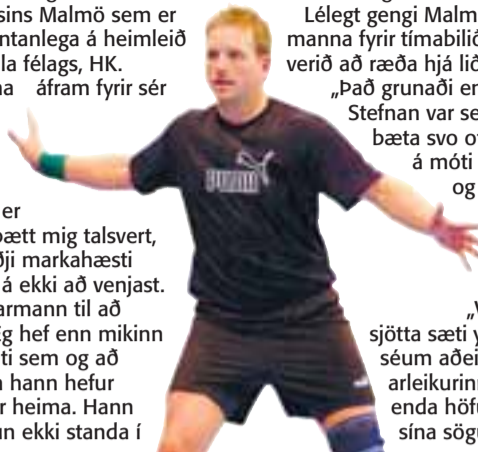 sins Malmö sem er
ntanlega á heimleið
la félags, HK.
áfram fyrir sér
er
ætt mig talsvert,
ðji markahæsti
á ekki að venjast.
armann til að
Ég hef enn mikinn
ti sem og að
hann hefur
r heima. Hann
un ekki standa í
PUMA
Lélegt gengi Malm
manna fyrir tímabilið
verið að ræða hjá lið
„Það grunaði en
Stefnan var se
bæta svo of
á móti
og
„V
sjötta sæti y
séum aðei
arleikurinn
enda höfu
sína sögu